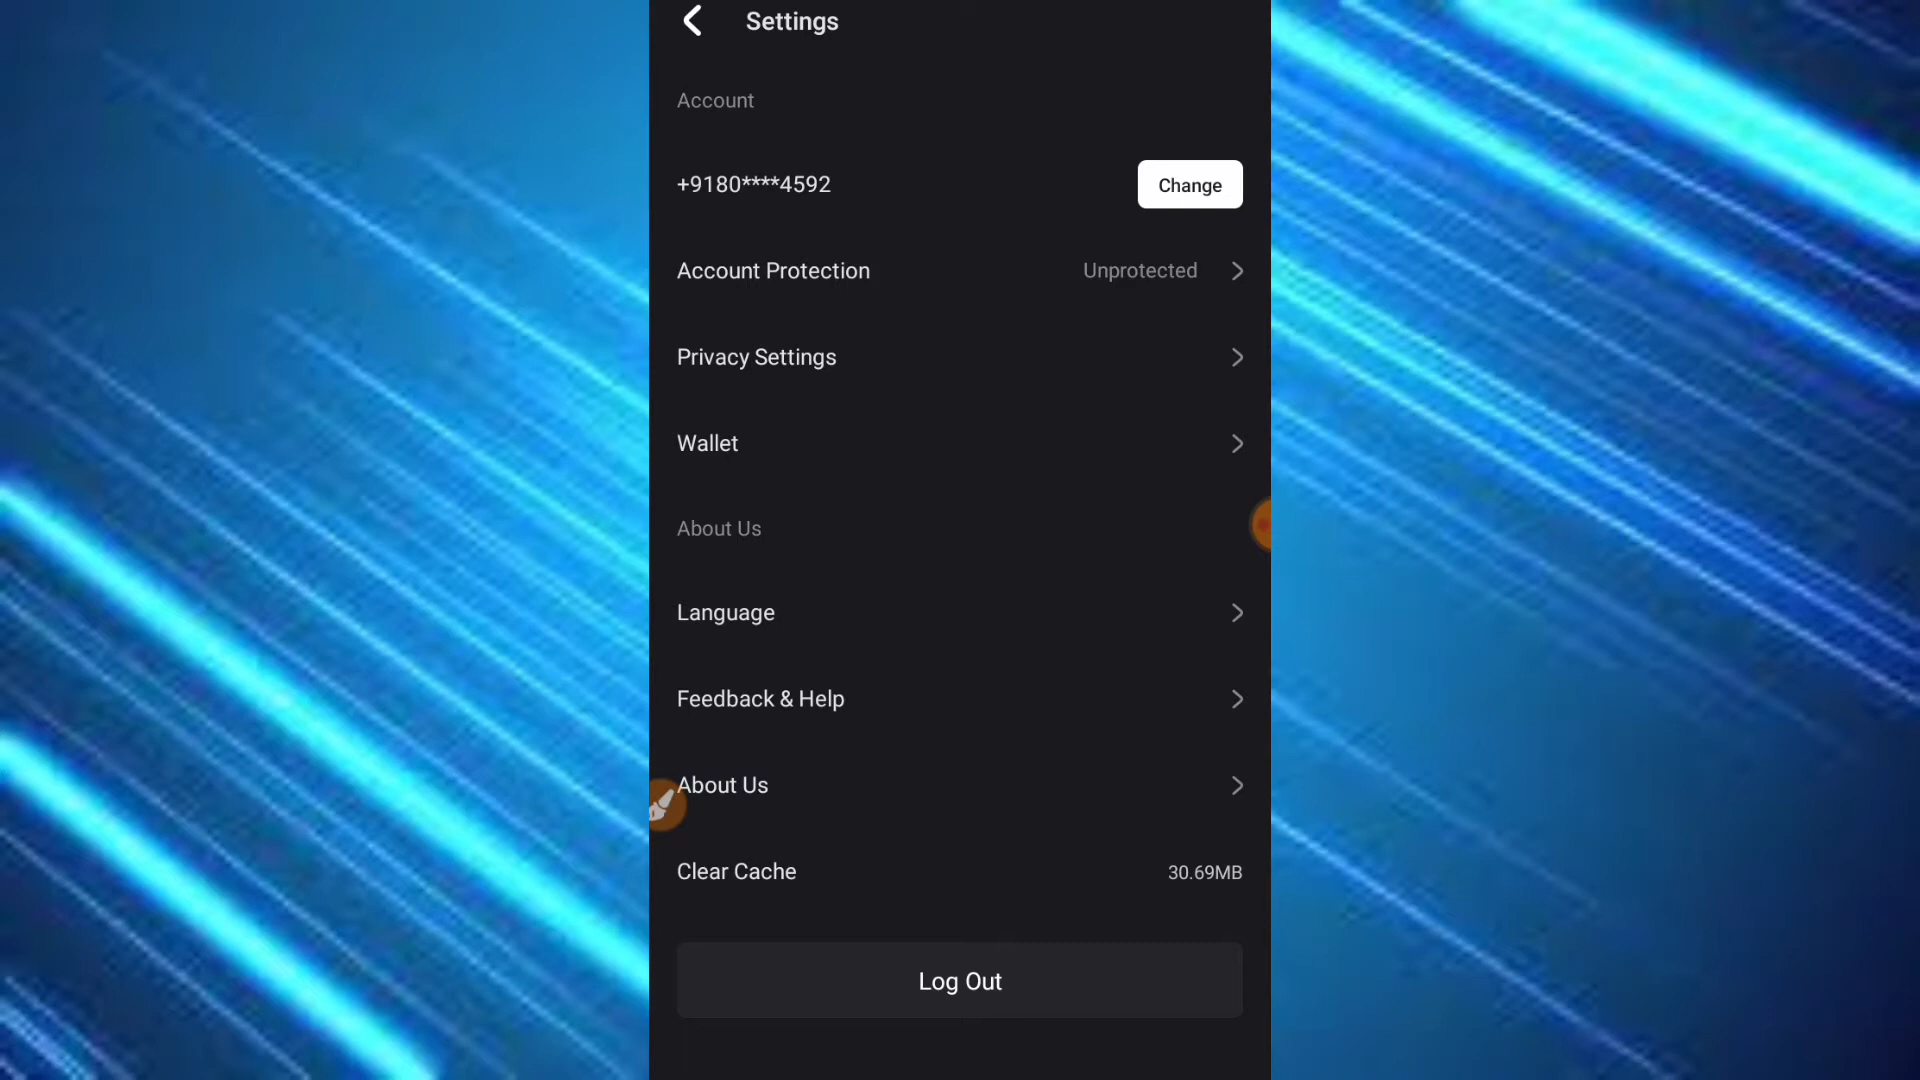 Settings
Account
+9180****4592 Change
Account Protection Unprotected
Privacy Settings
Wallet
About Us
Language
Feedback & Help
About Us
Clear Cache 30.69MB
Log Out